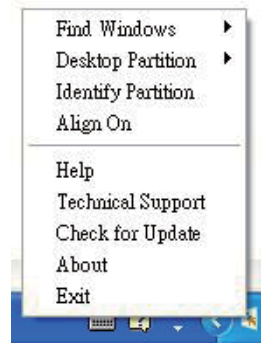 Find Windows
Desktop Partition
Identify Partition
Align On
Help
Technical Support
Check for Update
About
Exit